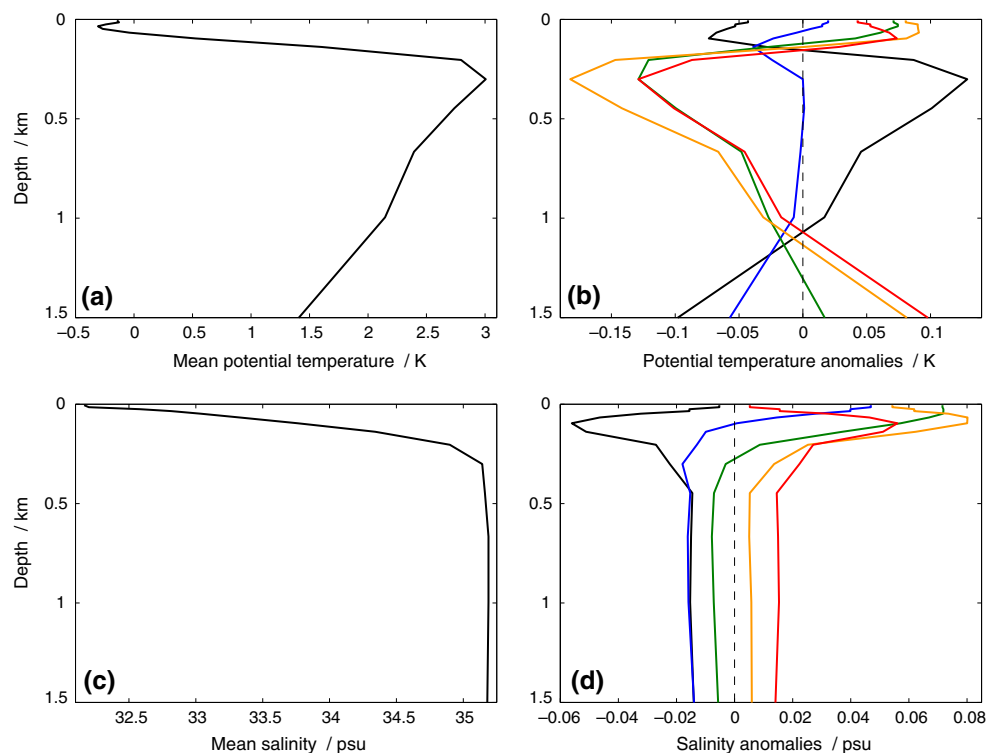 0
0.5
1
1.5
Depth / km
(a)
−0.5 0 0.5 1 1.5 2 2.5 3
Mean potential temperature / K
0
0.5
1
1.5
(b)
−0.15 −0.1 −0.05 0 0.05 0.1
Potential temperature anomalies / K
0
0.5
1
1.5
Depth / km
(c)
32.5 33 33.5 34 34.5 35
Mean salinity / psu
0
0.5
1
1.5
(d)
−0.06 −0.04 −0.02 0 0.02 0.04 0.06 0.08
Salinity anomalies / psu